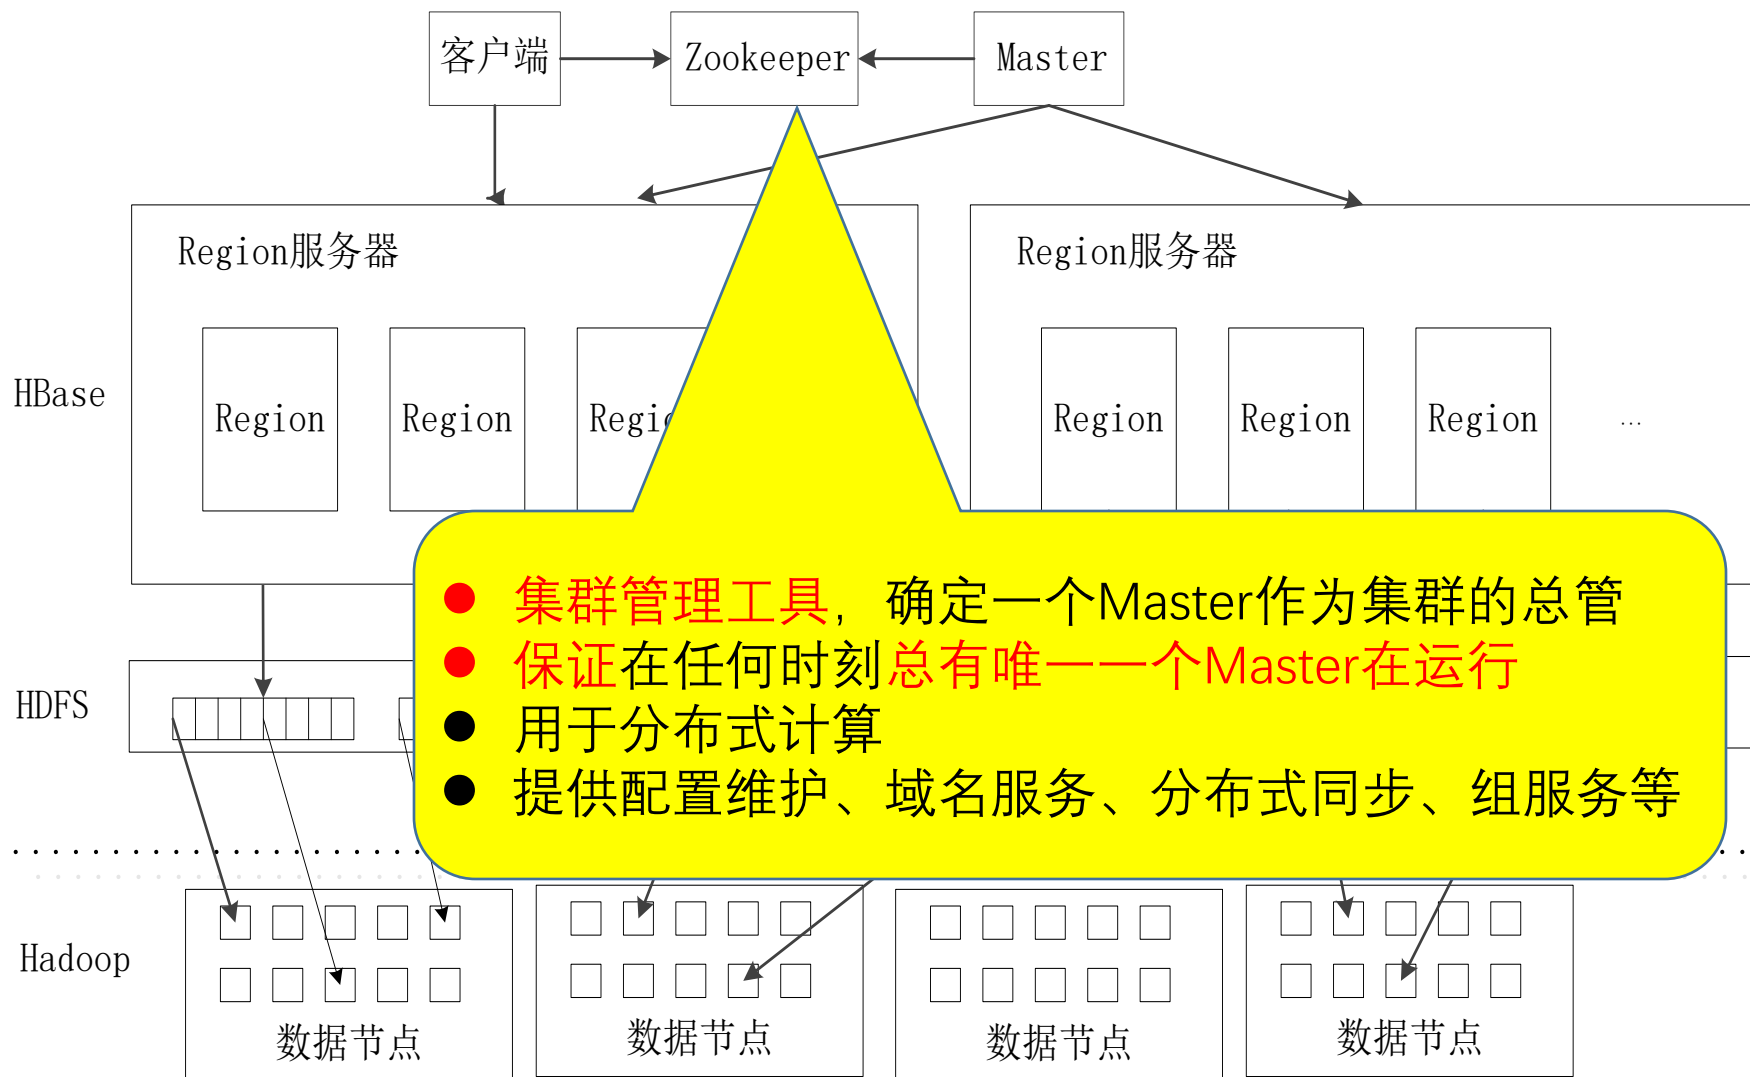 客户端
Zookeeper
Master
Region服务器
Region服务器
HBase
Region
Region
Regi
Region
Region
Region
...
集群管理工具，确定一个Master作为集群的总管
保证在任何时刻总有唯一一个Master在运行
用于分布式计算
提供配置维护、域名服务、分布式同步、组服务等
HDFS
Hadoop
数据节点
数据节点
数据节点
数据节点